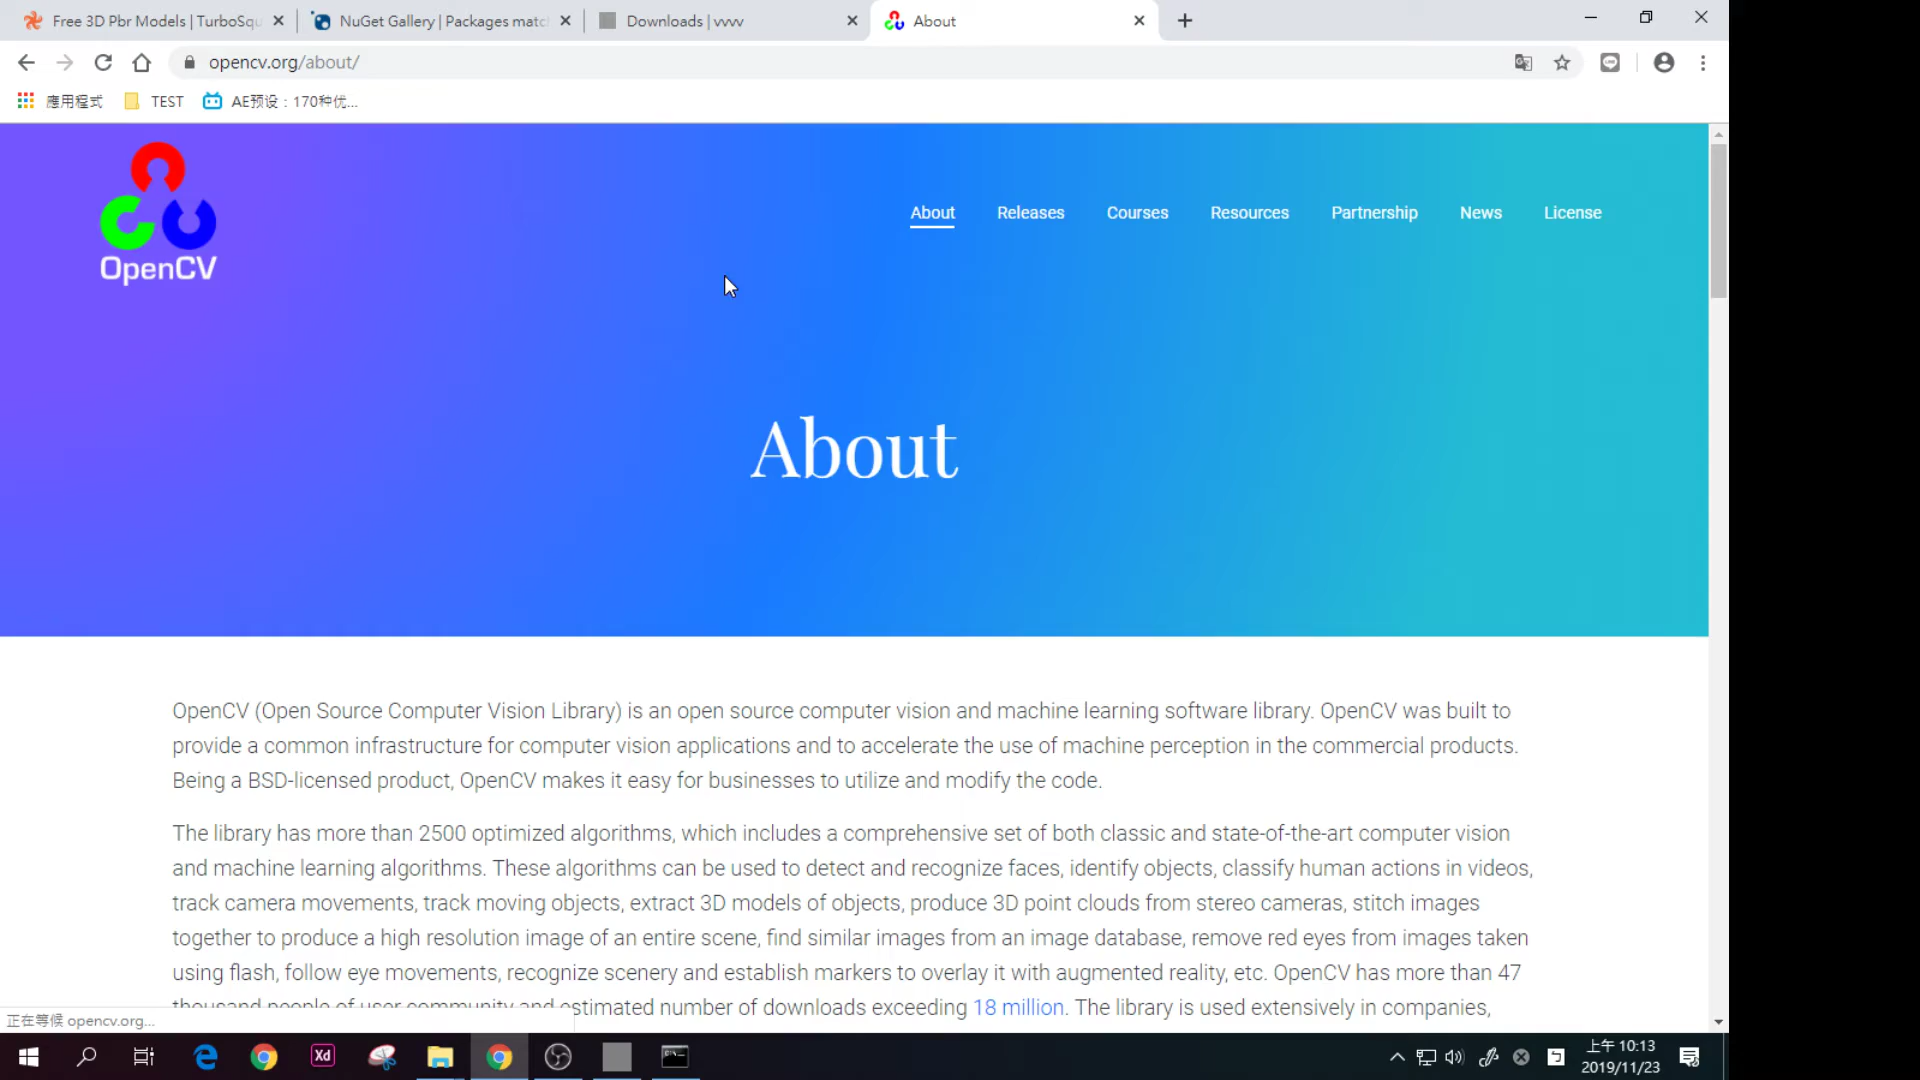 Free 3D Pbr Models | TurboSqu
NuGet Gallery | Packages matc
Downloads | vvvv
About
opencv.org/about/
應用程式
TEST
AE预设：170种优...
OpenCV
About
Releases
Courses
Resources
Partnership
News
License
About
OpenCV (Open Source Computer Vision Library) is an open source computer vision and machine learning software library. OpenCV was built to
provide a common infrastructure for computer vision applications and to accelerate the use of machine perception in the commercial products.
Being a BSD-licensed product, OpenCV makes it easy for businesses to utilize and modify the code.
The library has more than 2500 optimized algorithms, which includes a comprehensive set of both classic and state-of-the-art computer vision
and machine learning algorithms. These algorithms can be used to detect and recognize faces, identify objects, classify human actions in videos,
track camera movements, track moving objects, extract 3D models of objects, produce 3D point clouds from stereo cameras, stitch images
together to produce a high resolution image of an entire scene, find similar images from an image database, remove red eyes from images taken
using flash, follow eye movements, recognize scenery and establish markers to overlay it with augmented reality, etc. OpenCV has more than 47
thousand people of user community and estimated number of downloads exceeding 18 million. The library is used extensively in companies,
正在等候 opencv.org...
Xd
上午 10:13
2019/11/23